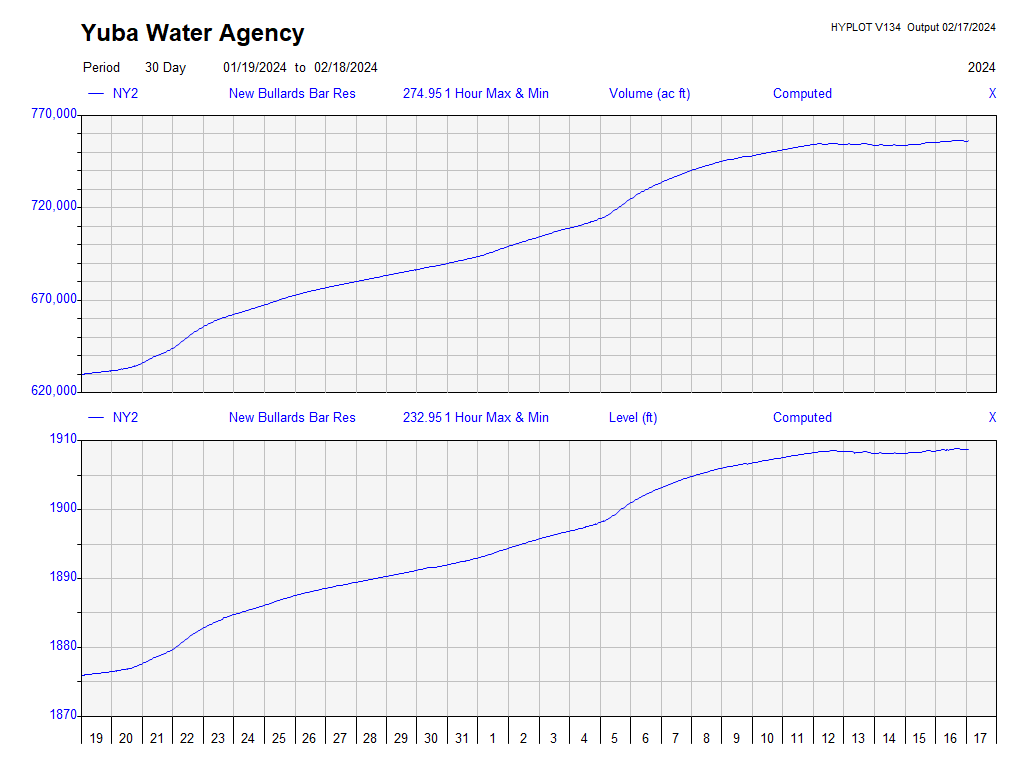 Yuba Water Agency
HYPLOT V134 Output 02/17/2024
Period 30 Day 01/19/2024 to 02/18/2024 2024
NY2 New Bullards Bar Res 274.95 1 Hour Max & Min Volume (ac ft) Computed X
770,000
720,000
670,000
620,000
NY2 New Bullards Bar Res 232.95 1 Hour Max & Min Level (ft) Computed X
1910
1900
1890
1880
1870
19 20 21 22 23 24 25 26 27 28 29 30 31 1 2 3 4 5 6 7 8 9 10 11 12 13 14 15 16 17